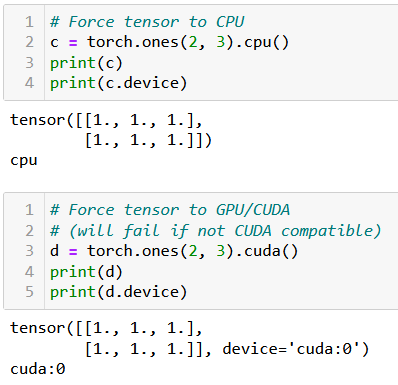 1 # Force tensor to CPU
2 c = torch.ones(2, 3).cpu()
3 print(c)
4 print(c.device)
tensor([[1., 1., 1.],
        [1., 1., 1.]])
cpu
1 # Force tensor to GPU/CUDA
2 # (will fail if not CUDA compatible)
3 d = torch.ones(2, 3).cuda()
4 print(d)
5 print(d.device)
tensor([[1., 1., 1.],
        [1., 1., 1.]], device='cuda:0')
cuda:0